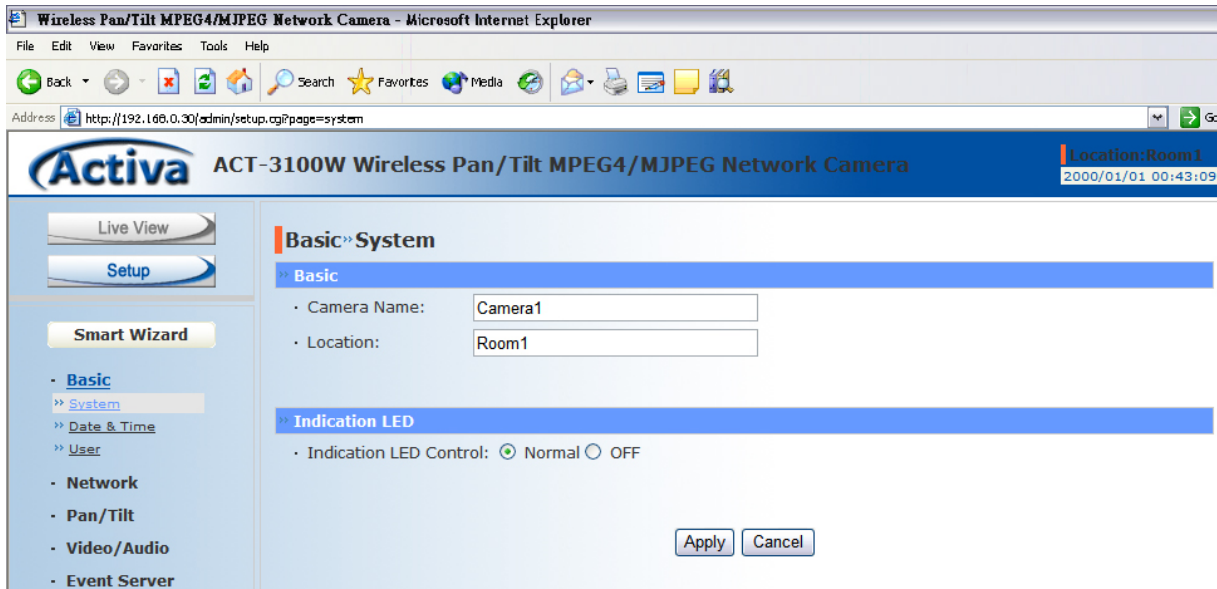 Wireless Pan/Tilt MPEG4/MJPEG Network Camera - Microsoft Internet Explorer
File Edit View Favorites Tools Help
Back Search Favorites Media
Address http://192.168.0.30/admin/setup.cgi?page=system Go
Activa ACT-3100W Wireless Pan/Tilt MPEG4/MJPEG Network Camera
Location:Room1
2000/01/01 00:43:09
Live View
Setup
Smart Wizard
· Basic
» System
» Date & Time
» User
· Network
· Pan/Tilt
· Video/Audio
· Event Server
Basic»System
» Basic
· Camera Name: Camera1
· Location: Room1
» Indication LED
· Indication LED Control: Normal OFF
Apply Cancel